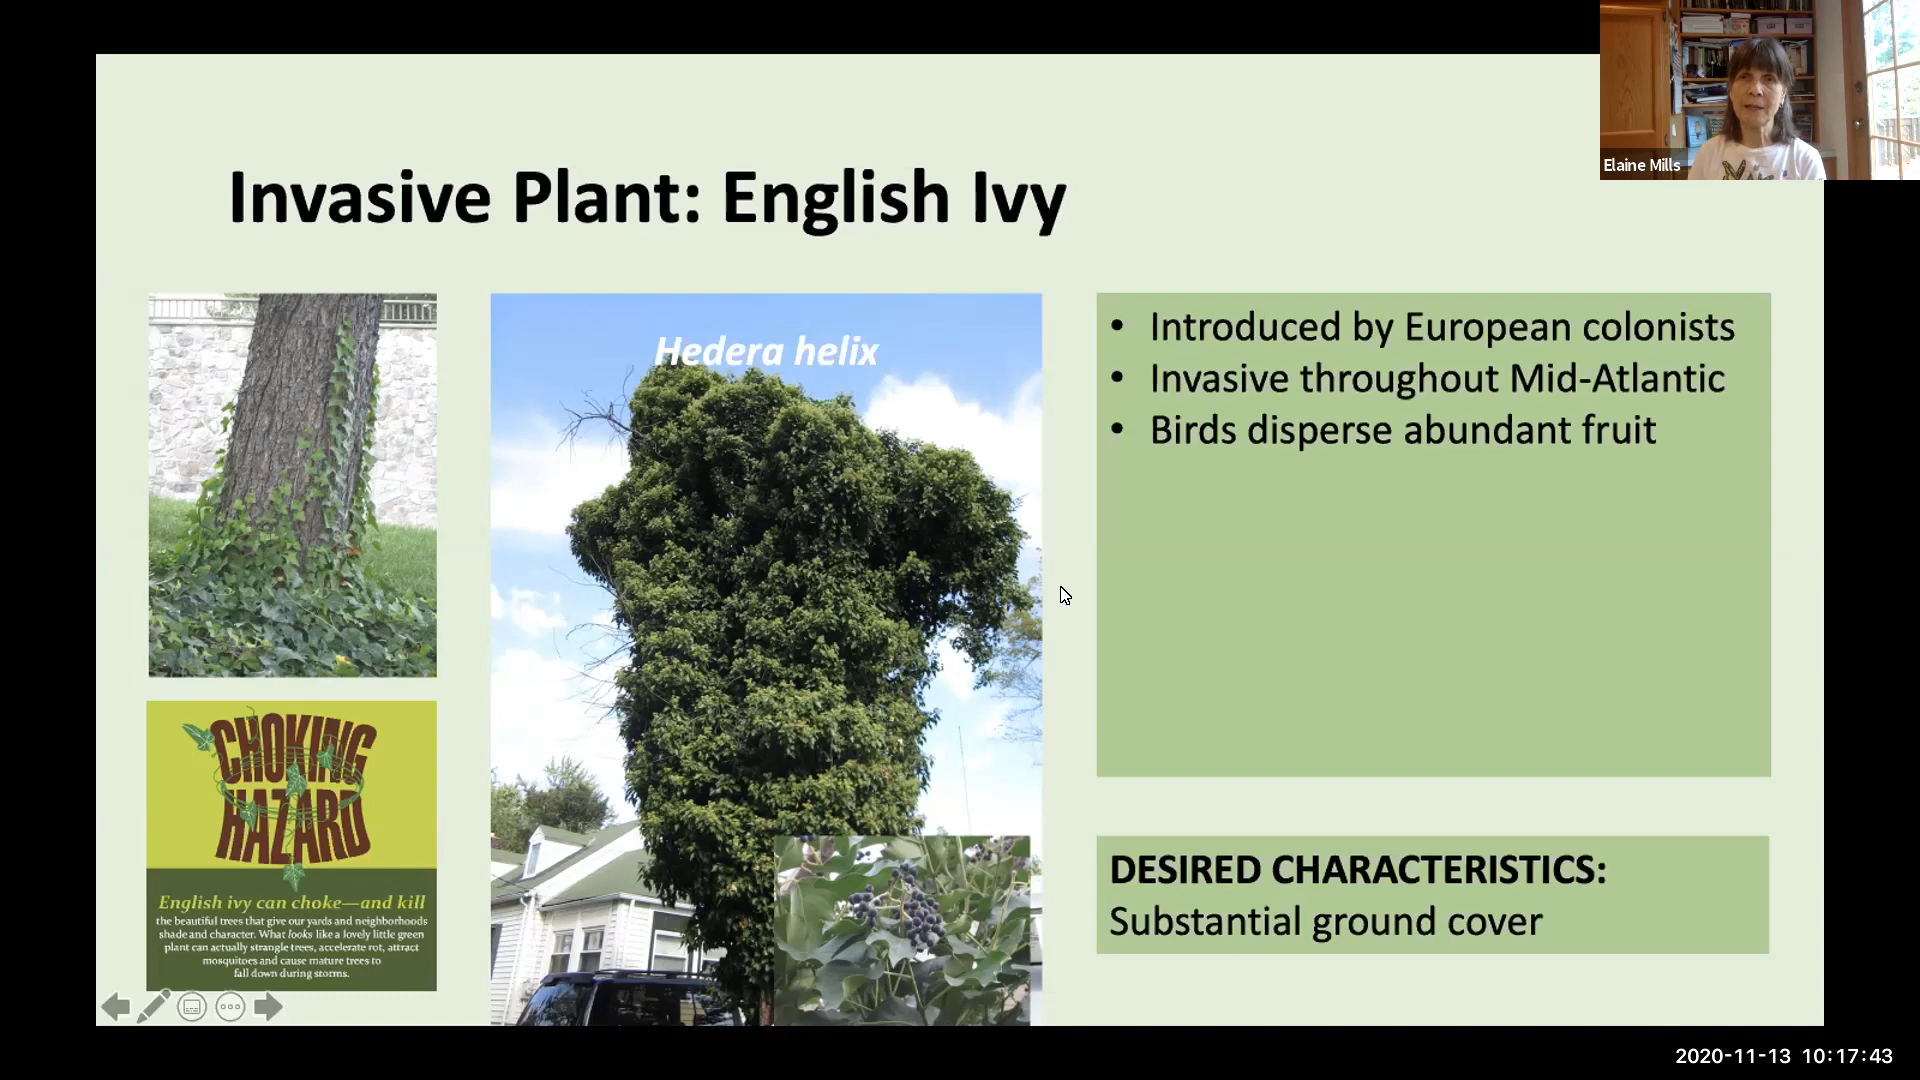 Elaine Mills
Invasive Plant: English Ivy
Hedera helix
• Introduced by European colonists
• Invasive throughout Mid-Atlantic
• Birds disperse abundant fruit
CHOKING
HAZARD
English ivy can choke—and kill
the beautiful trees that give our yards and neighborhoods
shade and character. What looks like a lovely little green
plant can actually strangle trees, accelerate rot, attract
mosquitoes and cause mature trees to
fall down during storms.
DESIRED CHARACTERISTICS:
Substantial ground cover
2020-11-13 10:17:43